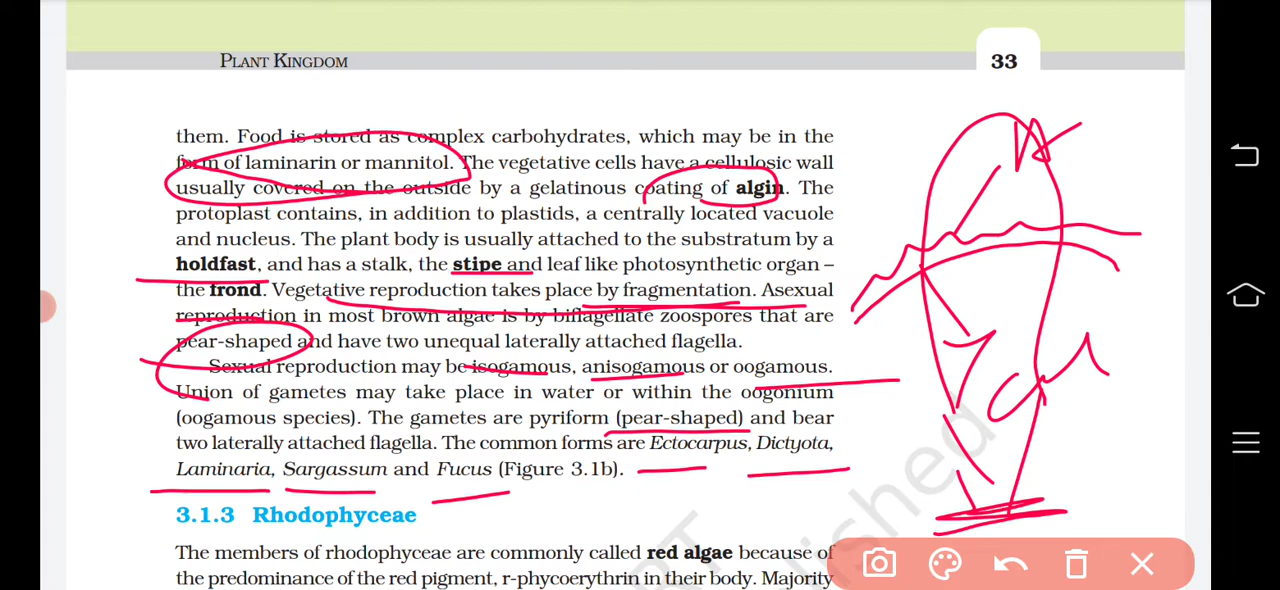 PLANT KINGDOM
33
them. Food is stored as complex carbohydrates, which may be in the
form of laminarin or mannitol. The vegetative cells have a cellulosic wall
usually covered on the outside by a gelatinous coating of algin. The
protoplast contains, in addition to plastids, a centrally located vacuole
and nucleus. The plant body is usually attached to the substratum by a
holdfast, and has a stalk, the stipe and leaf like photosynthetic organ –
the frond. Vegetative reproduction takes place by fragmentation. Asexual
reproduction in most brown algae is by biflagellate zoospores that are
pear-shaped and have two unequal laterally attached flagella.
Sexual reproduction may be isogamous, anisogamous or oogamous.
Union of gametes may take place in water or within the oogonium
(oogamous species). The gametes are pyriform (pear-shaped) and bear
two laterally attached flagella. The common forms are Ectocarpus, Dictyota,
Laminaria, Sargassum and Fucus (Figure 3.1b).
3.1.3 Rhodophyceae
The members of rhodophyceae are commonly called red algae because of
the predominance of the red pigment, r-phycoerythrin in their body. Majority